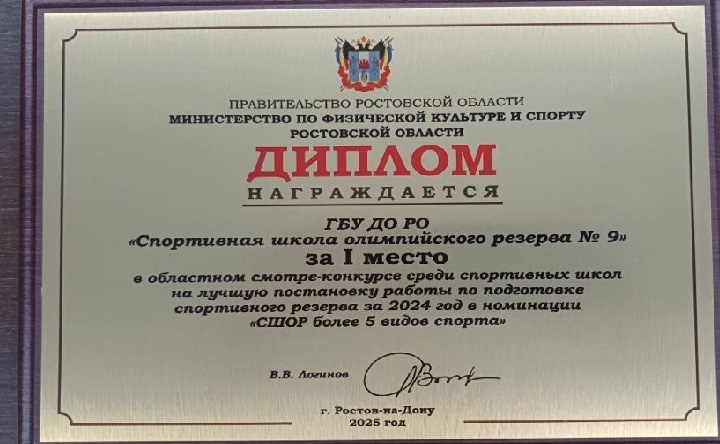 ПРАВИТЕЛЬСТВО РОСТОВСКОЙ ОБЛАСТИ
МИНИСТЕРСТВО ПО ФИЗИЧЕСКОЙ КУЛЬТУРЕ И СПОРТУ
РОСТОВСКОЙ ОБЛАСТИ
ДИПЛОМ
НАГРАЖДАЕТСЯ
ГБУ ДО РО
«Спортивная школа олимпийского резерва № 9»
за I место
в областном смотре-конкурсе среди спортивных школ
на лучшую постановку работы по подготовке
спортивного резерва за 2024 год в номинации
«СШОР более 5 видов спорта»
В.В. Логинов
г. Ростов-на-Дону
2025 год